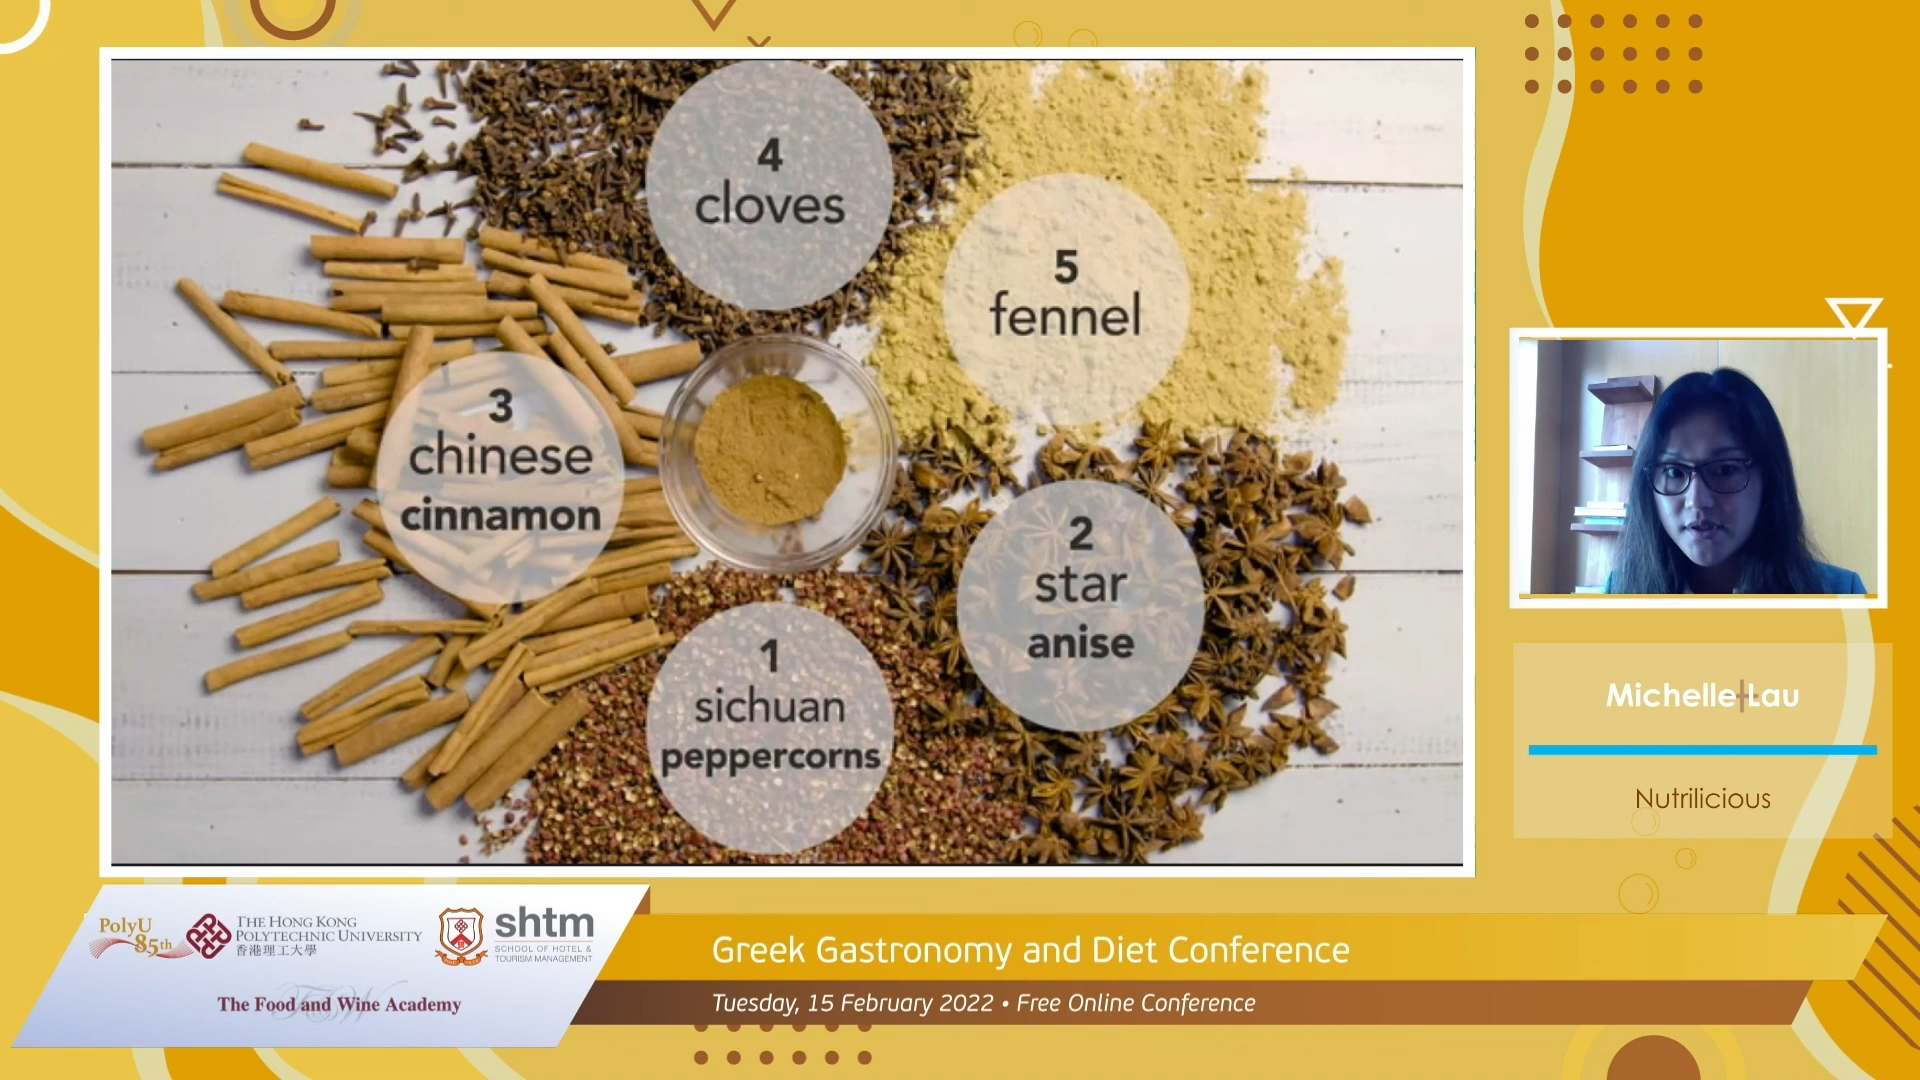 4
cloves
5
fennel
3
chinese
cinnamon
2
star
anise
1
sichuan
peppercorns
Michelle Lau
Nutrilicious
PolyU
85th
THE HONG KONG
POLYTECHNIC UNIVERSITY
香港理工大學
shtm
SCHOOL OF HOTEL &
TOURISM MANAGEMENT
The Food and Wine Academy
Greek Gastronomy and Diet Conference
Tuesday, 15 February 2022 • Free Online Conference